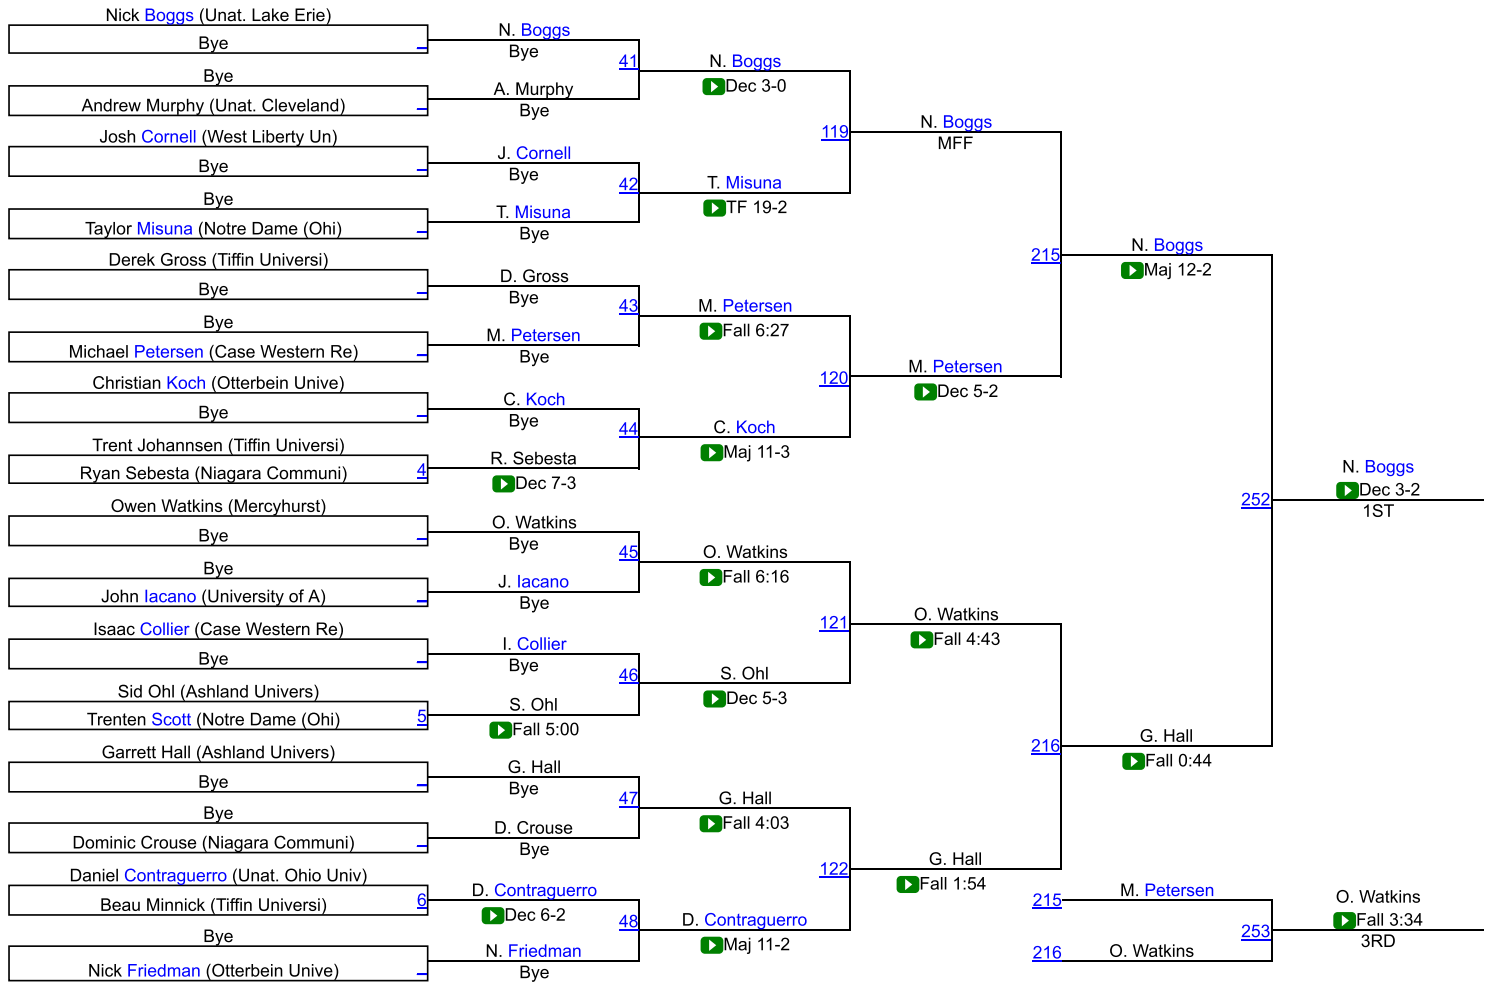 Nick Boggs (Unat. Lake Erie)
Bye
Bye
Andrew Murphy (Unat. Cleveland)
Josh Cornell (West Liberty Un)
Bye
Bye
Taylor Misuna (Notre Dame (Ohi)
Derek Gross (Tiffin Universi)
Bye
Bye
Michael Petersen (Case Western Re)
Christian Koch (Otterbein Unive)
Bye
Trent Johannsen (Tiffin Universi)
Ryan Sebesta (Niagara Communi) 4
Owen Watkins (Mercyhurst)
Bye
Bye
John Iacano (University of A)
Isaac Collier (Case Western Re)
Bye
Sid Ohl (Ashland Univers)
Trenten Scott (Notre Dame (Ohi) 5
Garrett Hall (Ashland Univers)
Bye
Bye
Dominic Crouse (Niagara Communi)
Daniel Contraguerro (Unat. Ohio Univ)
Beau Minnick (Tiffin Universi) 6
Bye
Nick Friedman (Otterbein Unive)
N. Boggs
Bye
41
A. Murphy
Bye
J. Cornell
Bye
42
T. Misuna
Bye
D. Gross
Bye
43
M. Petersen
Bye
C. Koch
Bye
44
R. Sebesta
Dec 7-3
O. Watkins
Bye
45
J. Iacano
Bye
I. Collier
Bye
46
S. Ohl
Fall 5:00
G. Hall
Bye
47
D. Crouse
Bye
D. Contraguerro
Dec 6-2
48
N. Friedman
Bye
N. Boggs
Dec 3-0
119
T. Misuna
TF 19-2
M. Petersen
Fall 6:27
120
C. Koch
Maj 11-3
O. Watkins
Fall 6:16
121
S. Ohl
Dec 5-3
G. Hall
Fall 4:03
122
D. Contraguerro
Maj 11-2
N. Boggs
MFF
215
M. Petersen
Dec 5-2
O. Watkins
Fall 4:43
216
G. Hall
Fall 1:54
N. Boggs
Maj 12-2
252
G. Hall
Fall 0:44
N. Boggs
Dec 3-2
1ST
215 M. Petersen
253
216 O. Watkins
O. Watkins
Fall 3:34
3RD